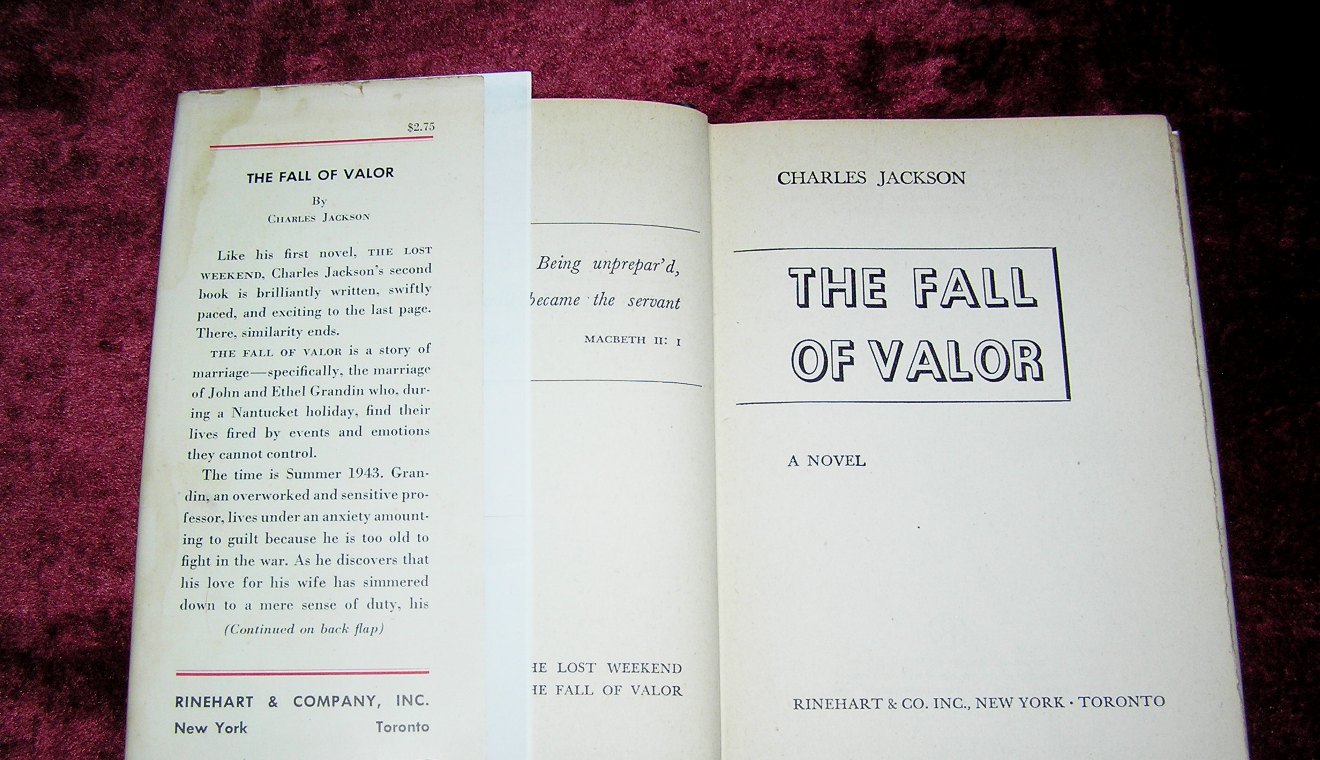 $2.75
THE FALL OF VALOR
By
CHARLES JACKSON
Like his first novel, THE LOST
WEEKEND, Charles Jackson's second
book is brilliantly written, swiftly
paced, and exciting to the last page.
There, similarity ends.
THE FALL OF VALOR is a story of
marriage—specifically, the marriage
of John and Ethel Grandin who, dur-
ing a Nantucket holiday, find their
lives fired by events and emotions
they cannot control.
The time is Summer 1943. Gran-
din, an overworked and sensitive pro-
fessor, lives under an anxiety amount-
ing to guilt because he is too old to
fight in the war. As he discovers that
his love for his wife has simmered
down to a mere sense of duty, his
(Continued on back flap)
RINEHART & COMPANY, INC.
New York Toronto
Being unprepar'd,
became the servant
MACBETH II: I
HE LOST WEEKEND
HE FALL OF VALOR
CHARLES JACKSON
THE FALL
OF VALOR
A NOVEL
RINEHART & CO. INC., NEW YORK · TORONTO